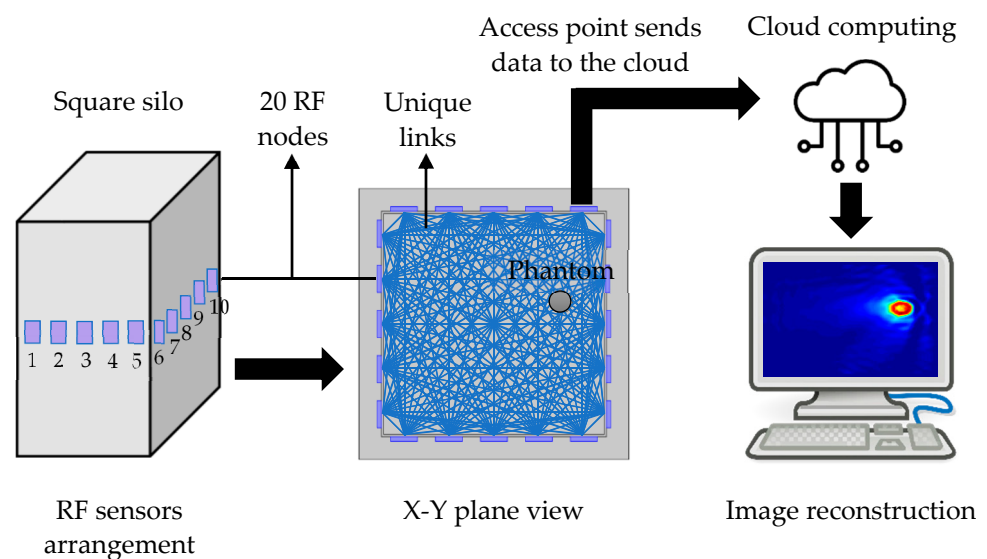 Square silo
20 RF
nodes
Unique
links
Access point sends
data to the cloud
Cloud computing
Phantom
1 2 3 4 5 6 7 8 9 10
RF sensors
arrangement
X-Y plane view
Image reconstruction